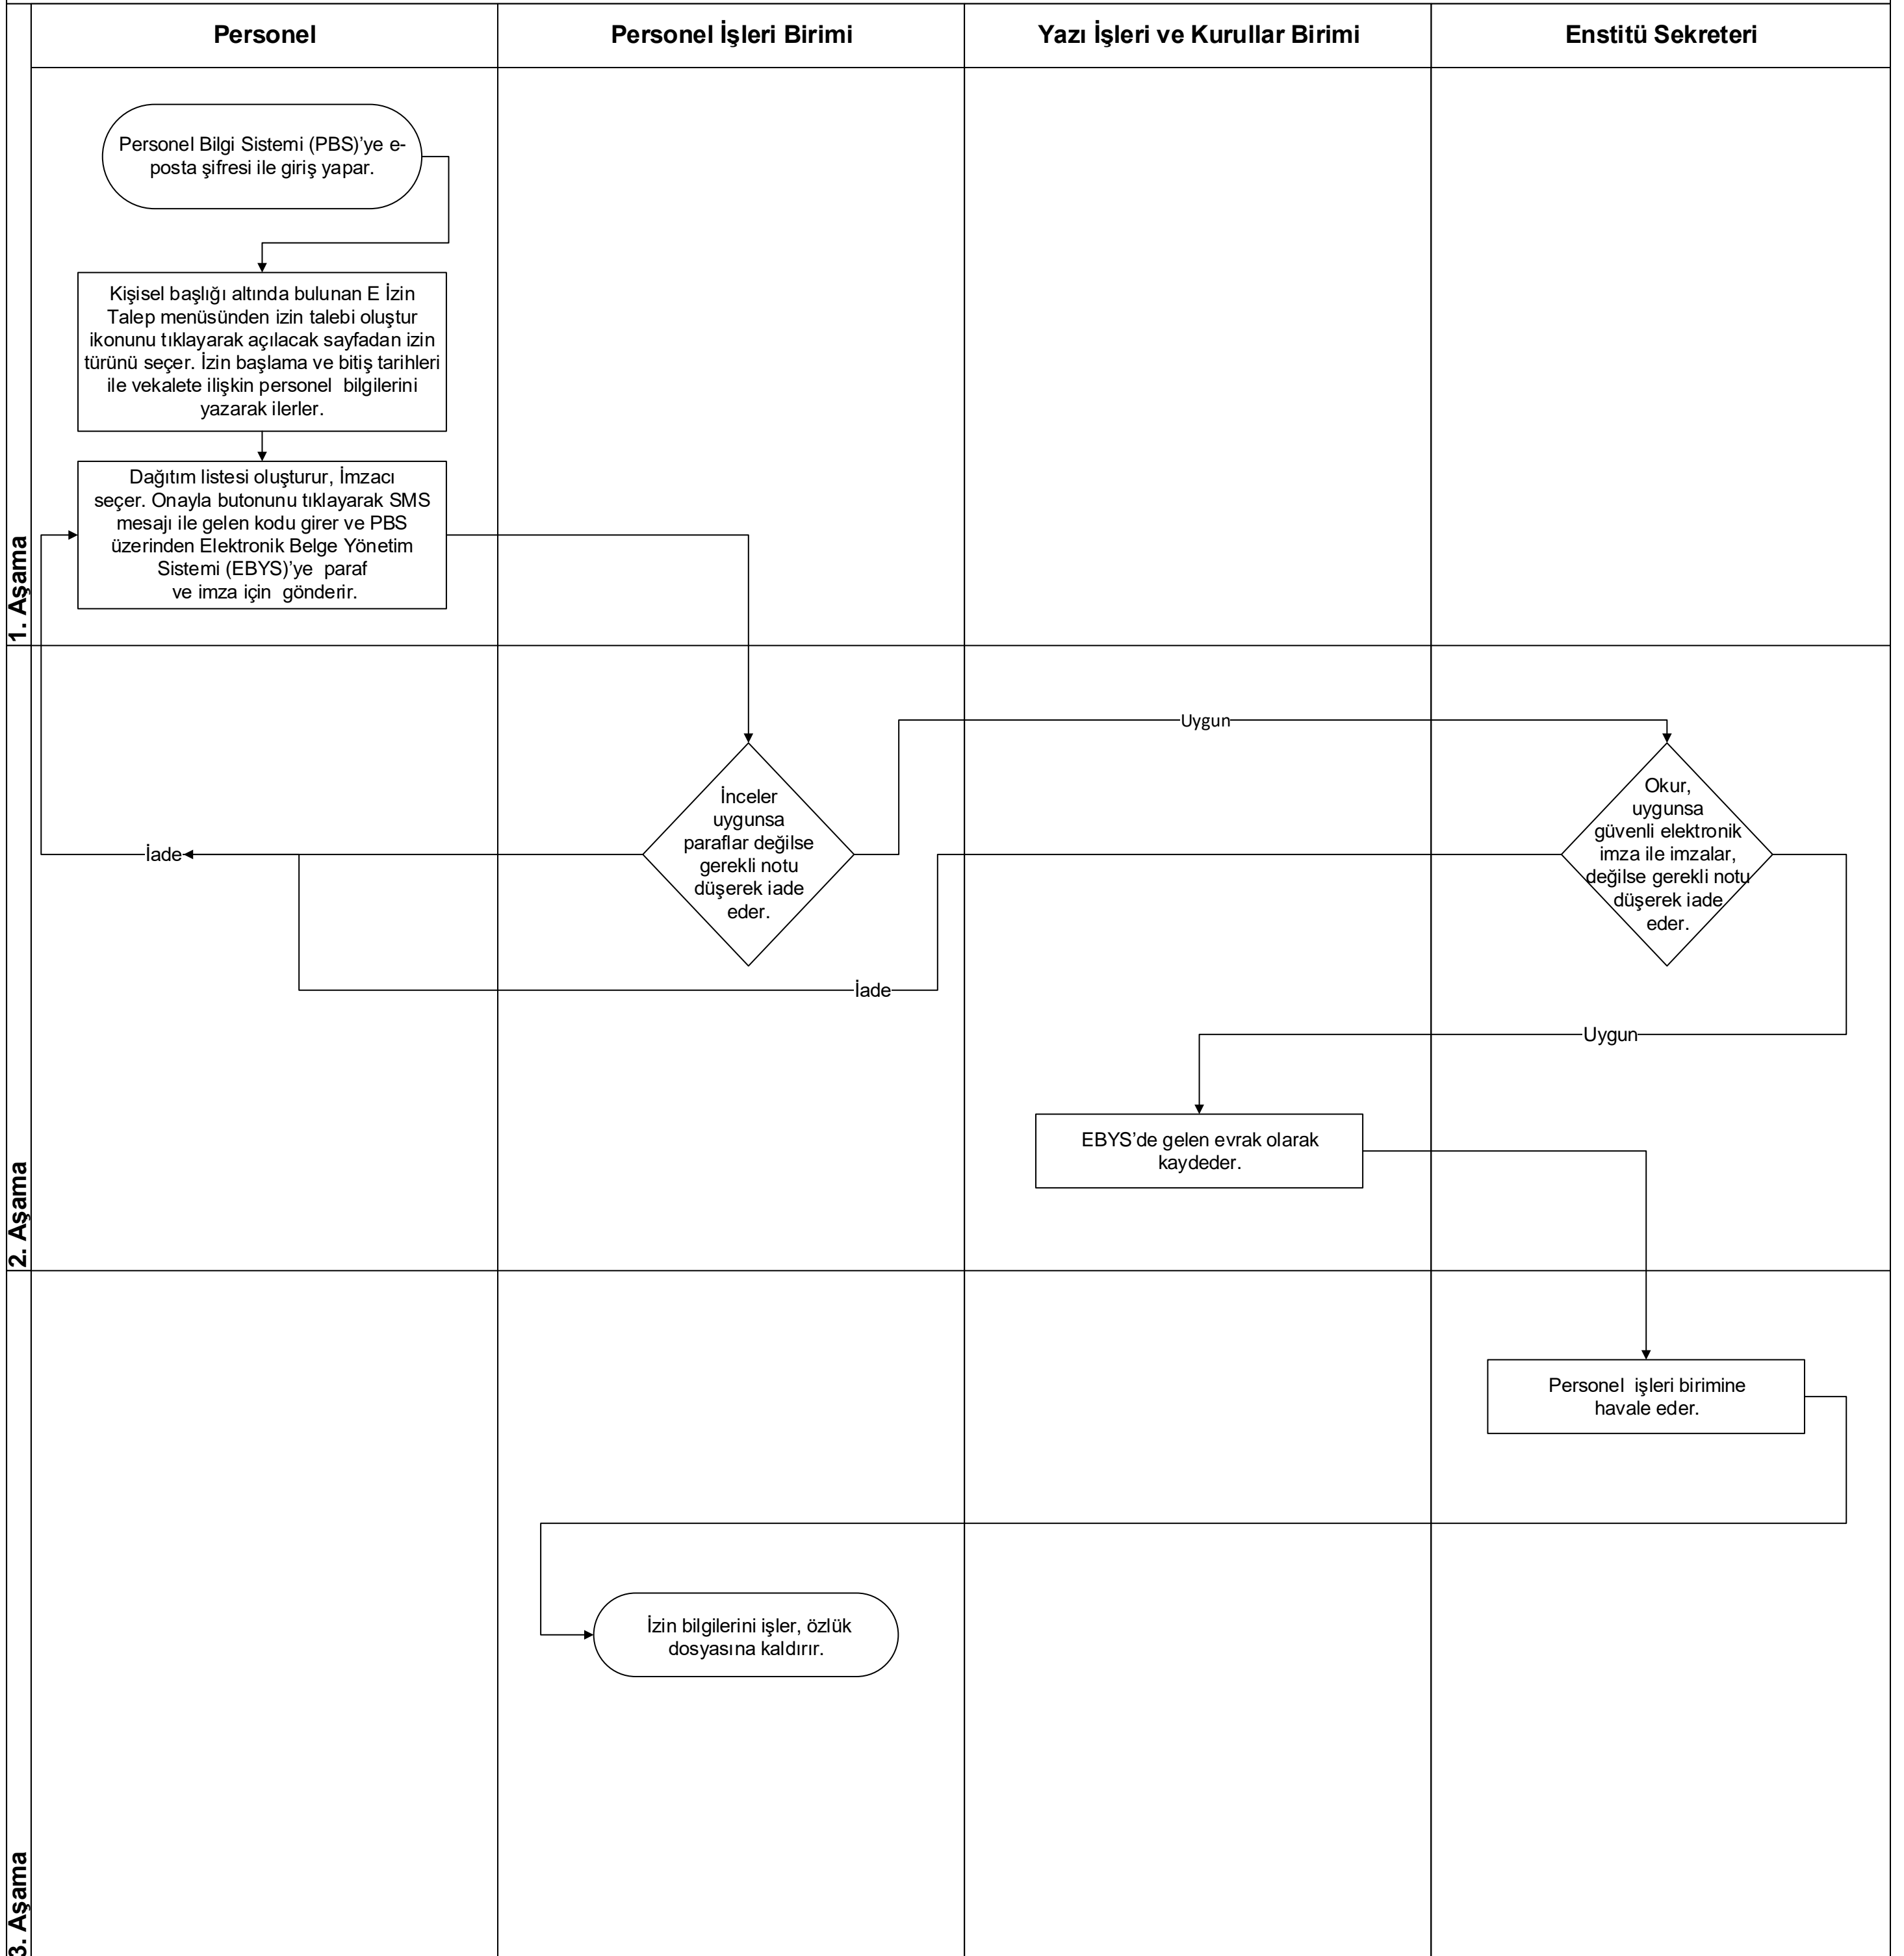 Personel
Personel İşleri Birimi
Yazı İşleri ve Kurullar Birimi
Enstitü Sekreteri
1. Aşama
Personel Bilgi Sistemi (PBS)’ye e-
posta şifresi ile giriş yapar.
Kişisel başlığı altında bulunan E İzin
Talep menüsünden izin talebi oluştur
ikonunu tıklayarak açılacak sayfadan izin
türünü seçer. İzin başlama ve bitiş tarihleri
ile vekalete ilişkin personel bilgilerini
yazarak ilerler.
Dağıtım listesi oluşturur, İmzacı
seçer. Onayla butonunu tıklayarak SMS
mesajı ile gelen kodu girer ve PBS
üzerinden Elektronik Belge Yönetim
Sistemi (EBYS)’ye paraf
ve imza için gönderir.
2. Aşama
Uygun
İnceler
uygunsa
paraflar değilse
gerekli notu
düşerek iade
eder.
Okur,
uygunsa
güvenli elektronik
imza ile imzalar,
değilse gerekli notu
düşerek iade
eder.
İade
İade
Uygun
EBYS’de gelen evrak olarak
kaydeder.
3. Aşama
Personel işleri birimine
havale eder.
İzin bilgilerini işler, özlük
dosyasına kaldırır.